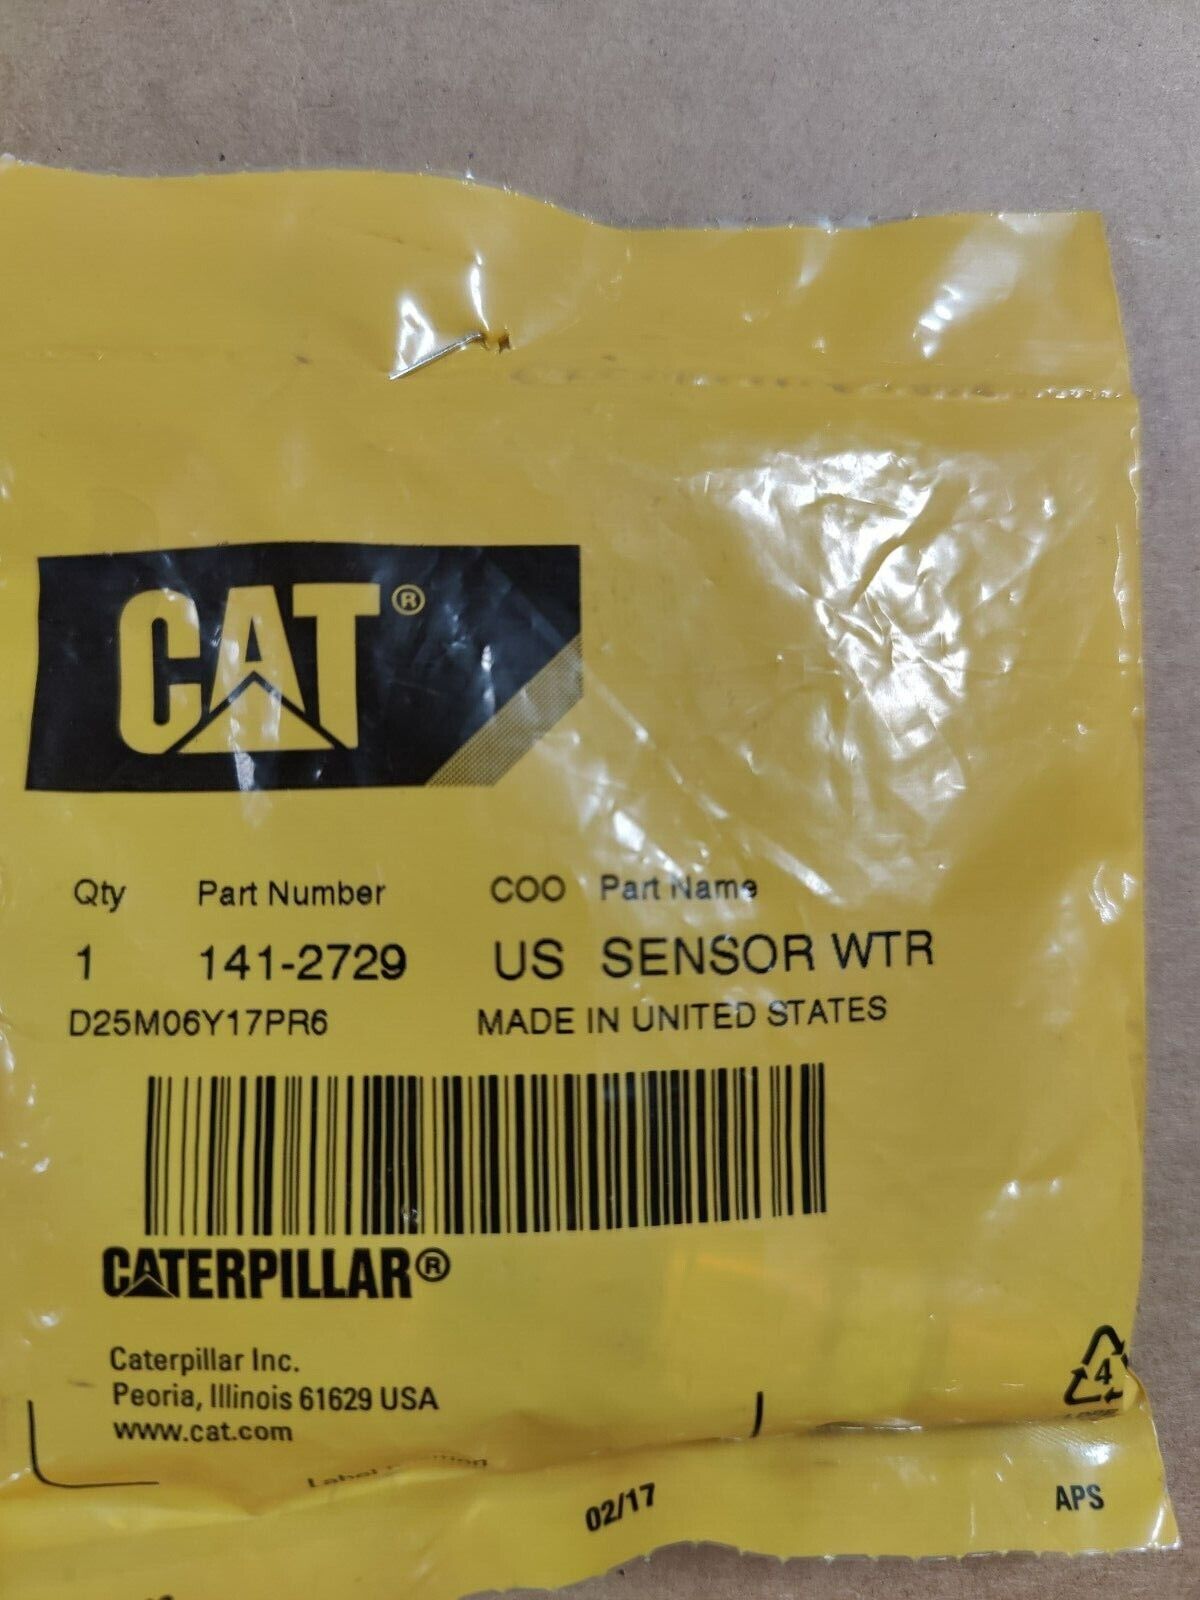 CAT®
Qty Part Number COO Part Name
1 141-2729 US SENSOR WTR
D25M06Y17PR6 MADE IN UNITED STATES
CATERPILLAR®
Caterpillar Inc.
Peoria, Illinois 61629 USA
www.cat.com
4
Label
02/17
APS